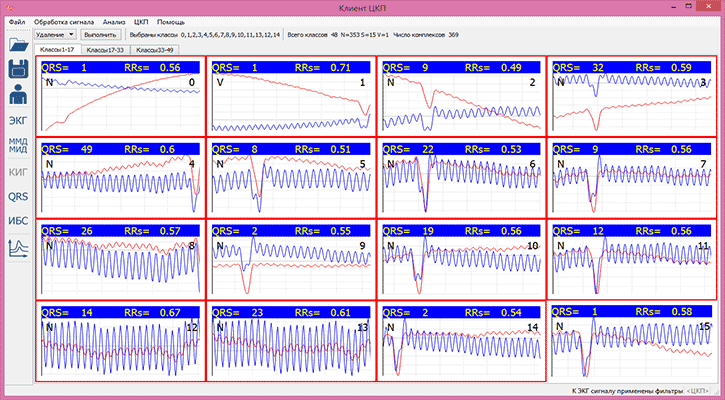 Клиент ЦКП
Файл Обработка сигнала Анализ ЦКП Помощь
Удаление Выполнить Выбраны классы 0,1,2,3,4,5,6,7,8,9,10,11,12,13,14 Всего классов 48 N=353 S=15 V=1 Число комплексов 369
Классы1-17 Классы17-33 Классы33-49
QRS= 1 RRs= 0.56
N 0
QRS= 1 RRs= 0.71
V 1
QRS= 9 RRs= 0.49
N 2
QRS= 32 RRs= 0.59
N 3
ЭКГ
ММД
МИД
КИГ
QRS
ИБС
QRS= 49 RRs= 0.6
N 4
QRS= 8 RRs= 0.51
N 5
QRS= 22 RRs= 0.53
N 6
QRS= 9 RRs= 0.56
N 7
QRS= 26 RRs= 0.57
N 8
QRS= 2 RRs= 0.55
N 9
QRS= 19 RRs= 0.56
N 10
QRS= 12 RRs= 0.56
N 11
QRS= 14 RRs= 0.67
N 12
QRS= 23 RRs= 0.61
N 13
QRS= 2 RRs= 0.54
N 14
QRS= 1 RRs= 0.58
N 15
К ЭКГ сигналу применены фильтры <ЦКП>